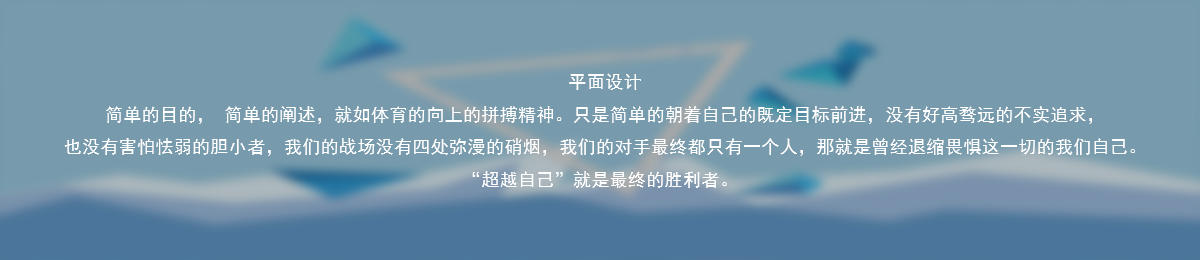 平面设计
简单的目的， 简单的阐述，就如体育的向上的拼搏精神。只是简单的朝着自己的既定目标前进，没有好高骛远的不实追求，
也没有害怕怯弱的胆小者，我们的战场没有四处弥漫的硝烟，我们的对手最终都只有一个人，那就是曾经退缩畏惧这一切的我们自己。
“超越自己”就是最终的胜利者。